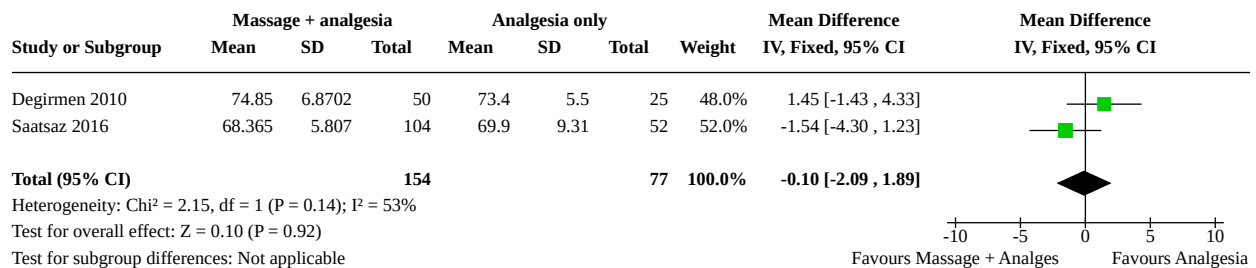 Massage + analgesia Analgesia only Mean Difference Mean Difference
Study or Subgroup Mean SD Total Mean SD Total Weight IV, Fixed, 95% CI IV, Fixed, 95% CI
Degirmen 2010 74.85 6.8702 50 73.4 5.5 25 48.0% 1.45 [-1.43 , 4.33]
Saatsaz 2016 68.365 5.807 104 69.9 9.31 52 52.0% -1.54 [-4.30 , 1.23]
Total (95% CI) 154 77 100.0% -0.10 [-2.09 , 1.89]
Heterogeneity: Chi² = 2.15, df = 1 (P = 0.14); I² = 53%
Test for overall effect: Z = 0.10 (P = 0.92)
-10 -5 0 5 10
Test for subgroup differences: Not applicable Favours Massage + Analges Favours Analgesia